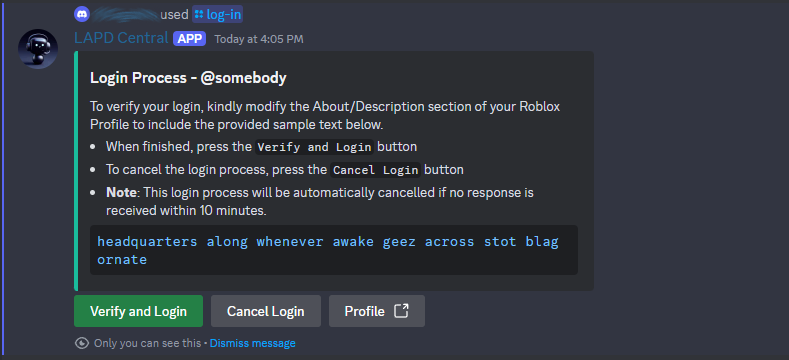 used log-in
LAPD Central APP Today at 4:05 PM
Login Process - @somebody
To verify your login, kindly modify the About/Description section of your Roblox
Profile to include the provided sample text below.
• When finished, press the Verify and Login button
• To cancel the login process, press the Cancel Login button
• Note: This login process will be automatically cancelled if no response is
received within 10 minutes.
headquarters along whenever awake geez across stot blag
ornate
Verify and Login Cancel Login Profile
Only you can see this • Dismiss message